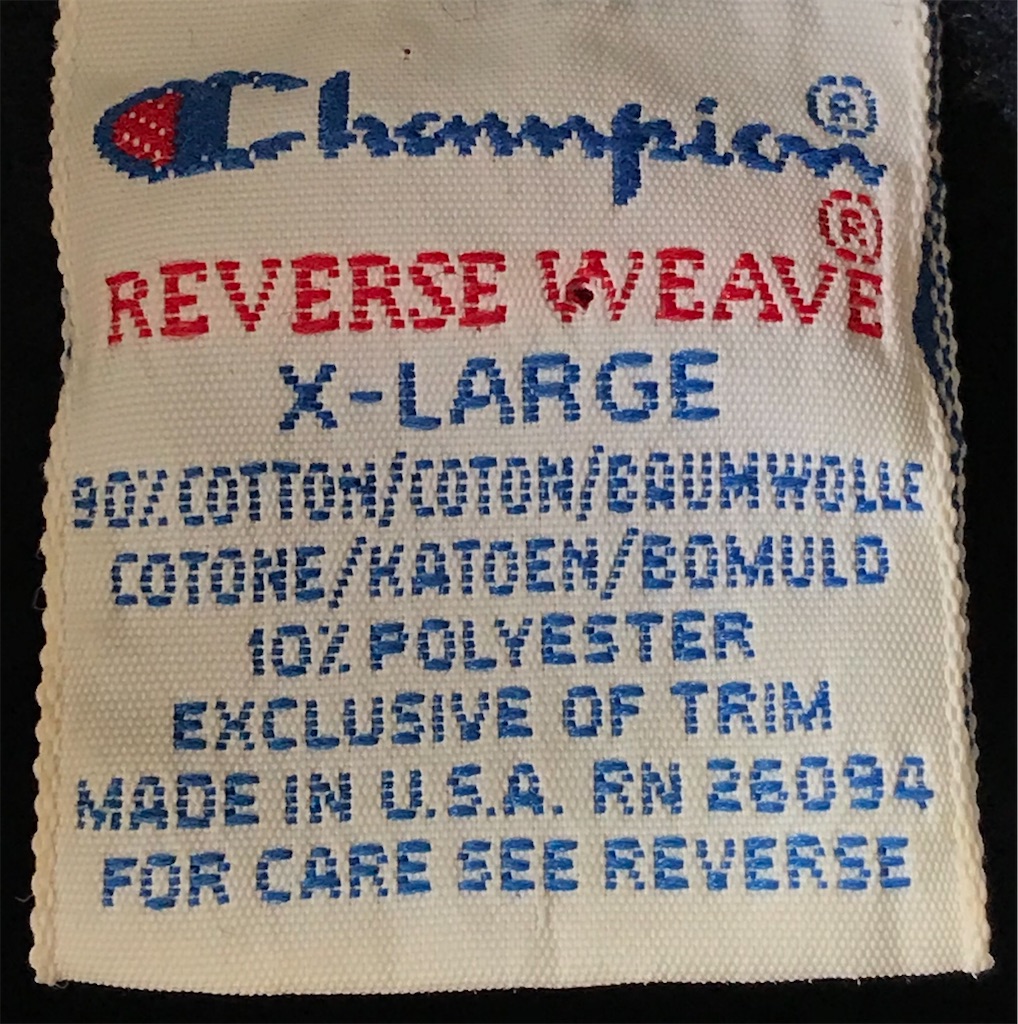 Champion®
REVERSE WEAVE®
X-LARGE
90% COTTON/COTON/BAUMWOLLE
COTONE/KATOEN/BOMULD
10% POLYESTER
EXCLUSIVE OF TRIM
MADE IN U.S.A. RN 26094
FOR CARE SEE REVERSE